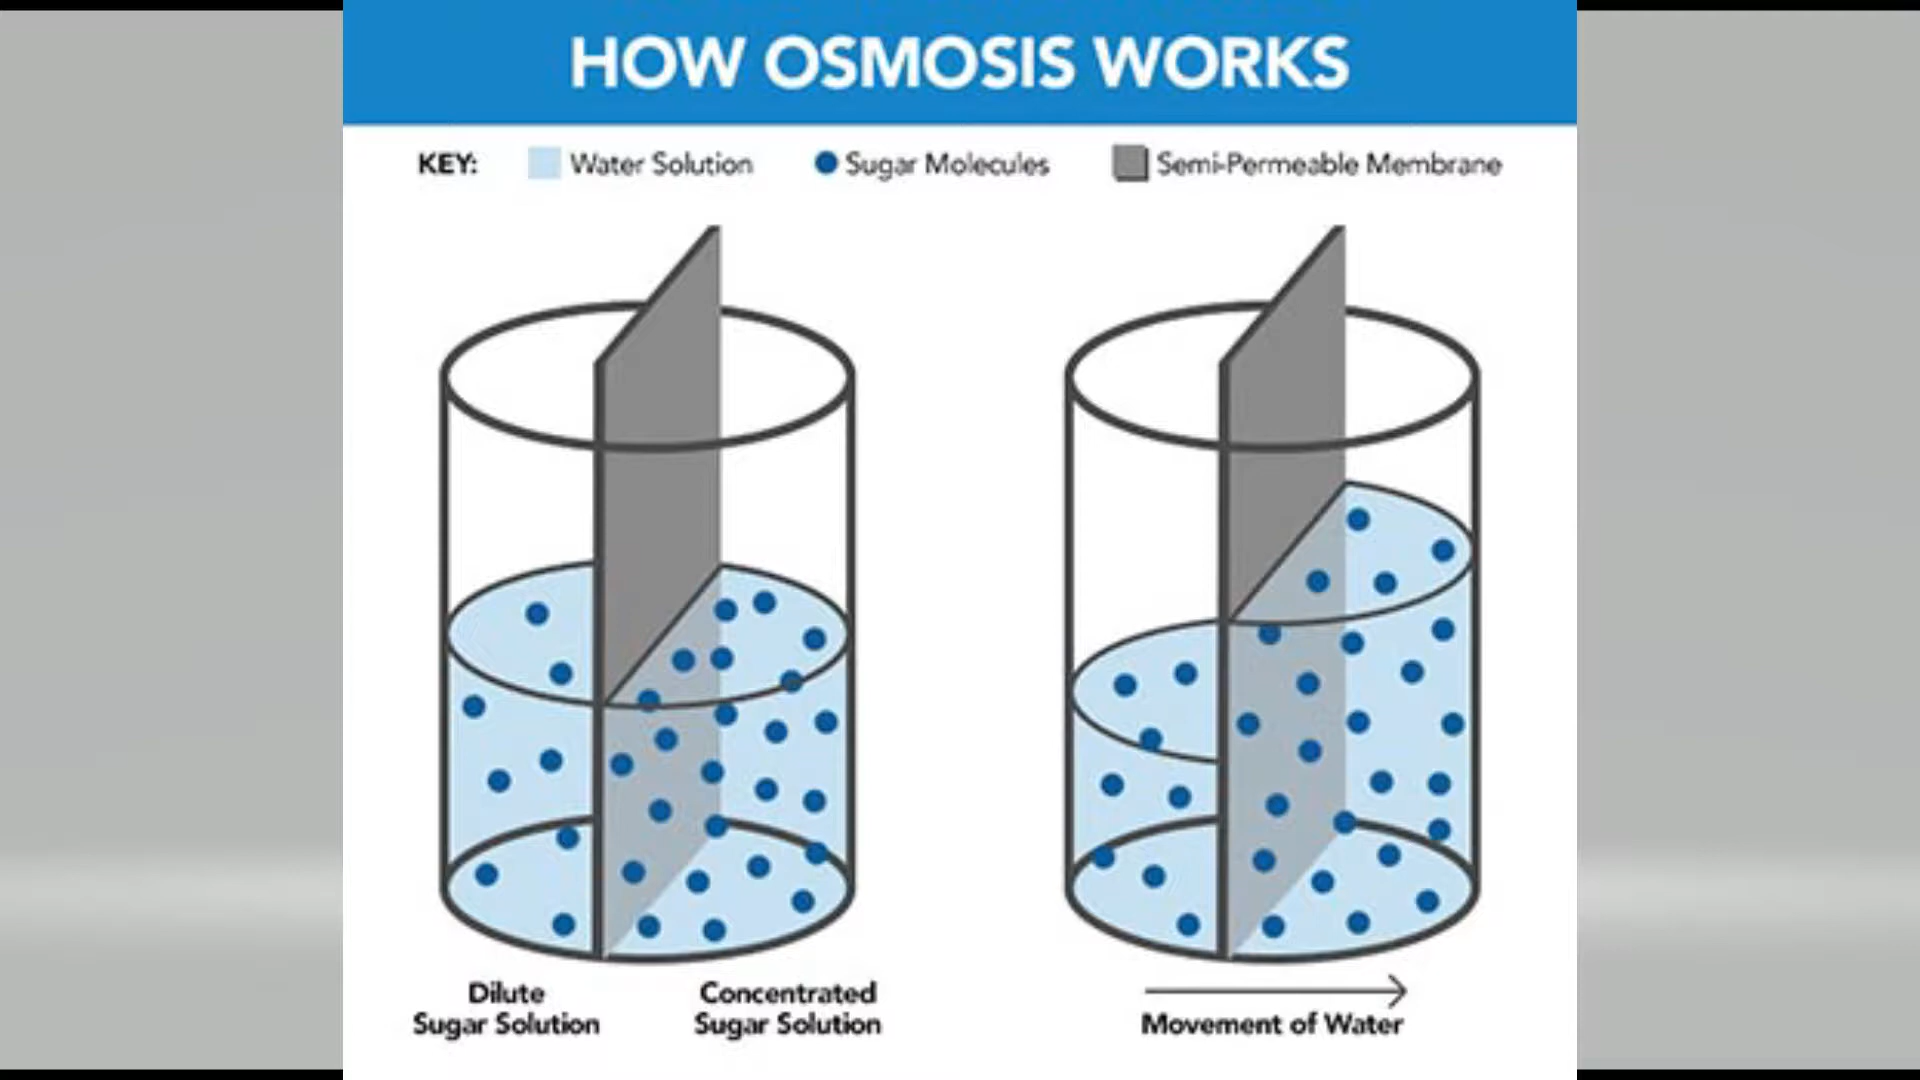 HOW OSMOSIS WORKS
KEY: Water Solution Sugar Molecules Semi-Permeable Membrane
Dilute
Sugar Solution
Concentrated
Sugar Solution
Movement of Water